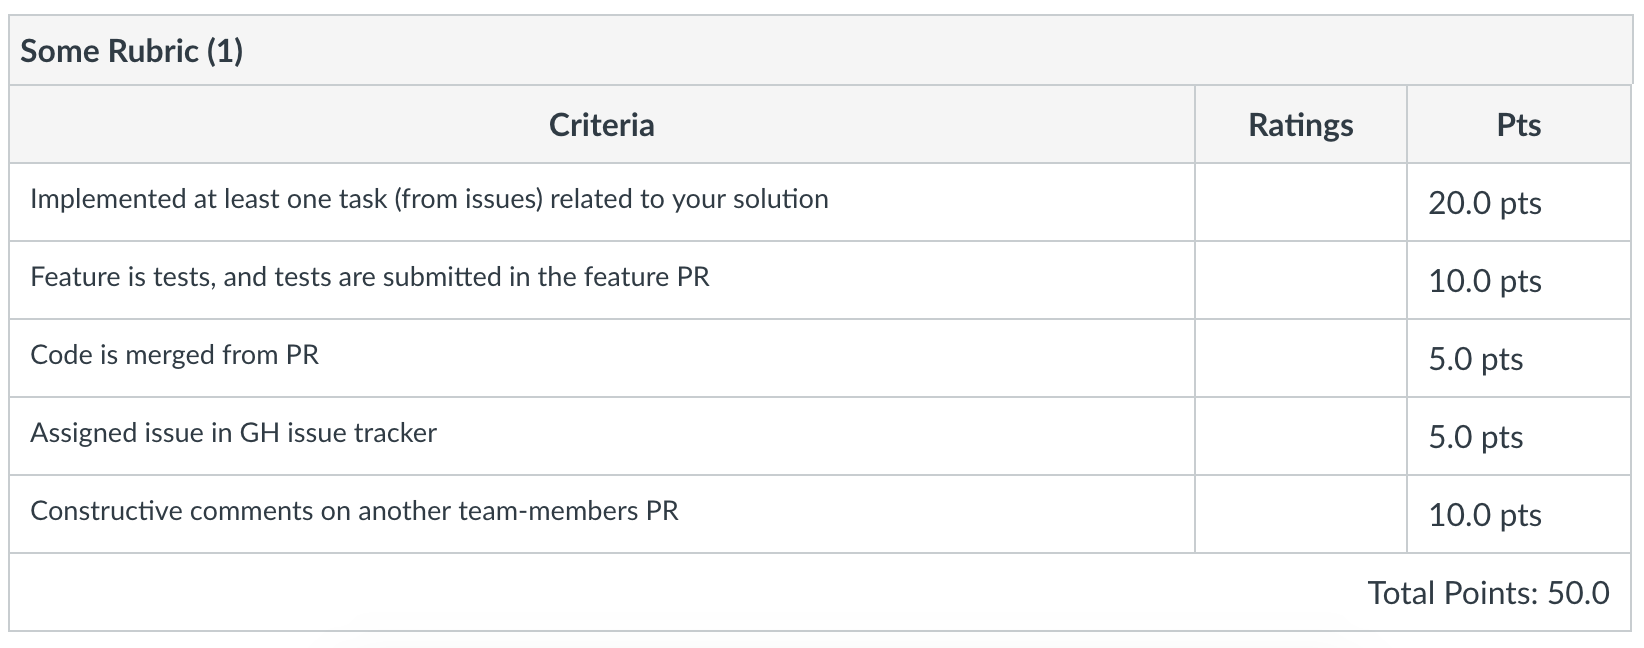 Some Rubric (1)
Criteria Ratings Pts
Implemented at least one task (from issues) related to your solution 20.0 pts
Feature is tests, and tests are submitted in the feature PR 10.0 pts
Code is merged from PR 5.0 pts
Assigned issue in GH issue tracker 5.0 pts
Constructive comments on another team-members PR 10.0 pts
Total Points: 50.0